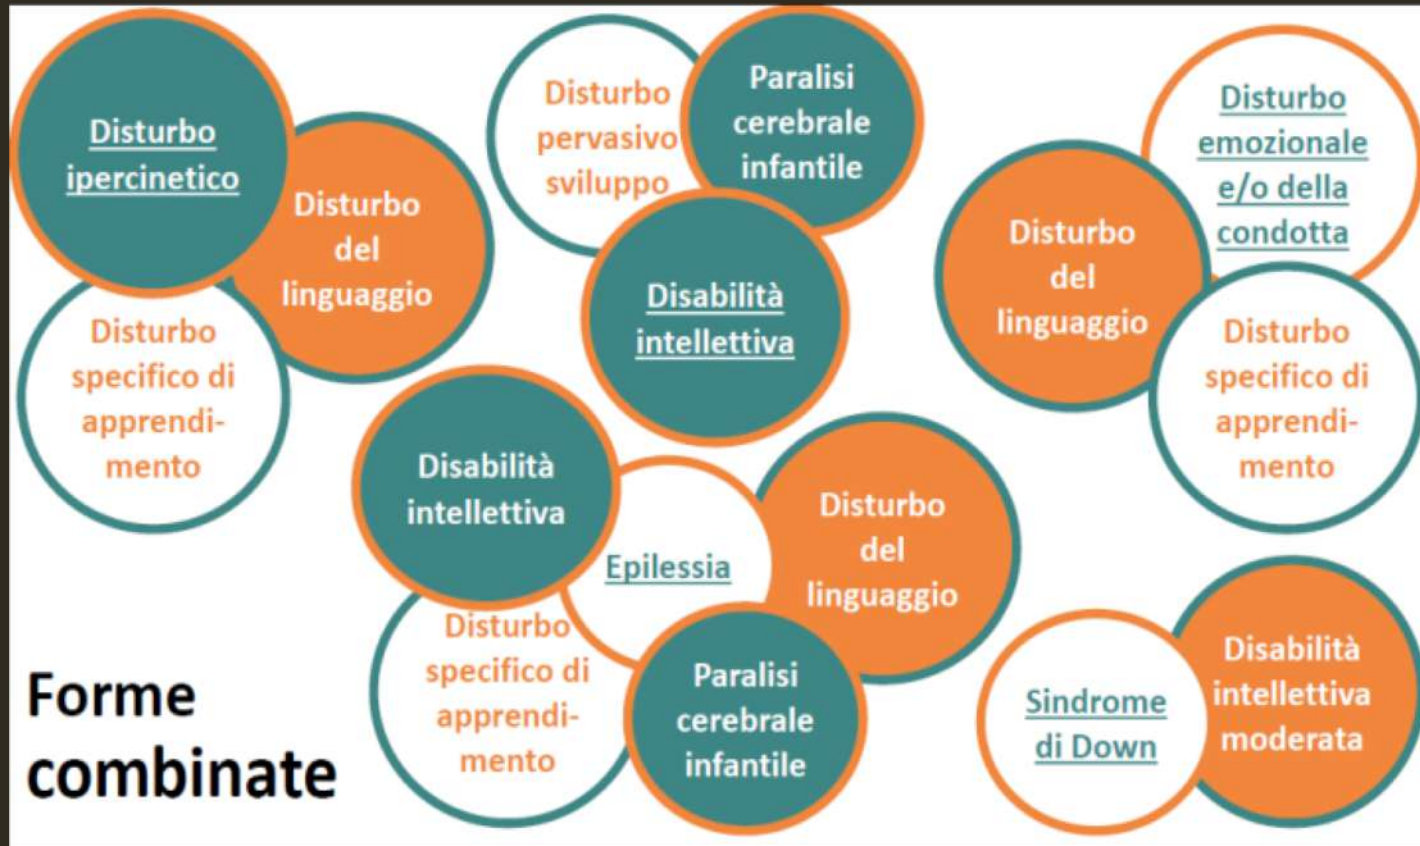 Disturbo
ipercinetico
Disturbo
del
linguaggio
Disturbo
specifico di
apprendi-
mento
Disturbo
pervasivo
sviluppo
Paralisi
cerebrale
infantile
Disabilità
intellettiva
Disturbo
emozionale
e/o della
condotta
Disturbo
del
linguaggio
Disturbo
specifico di
apprendi-
mento
Disabilità
intellettiva
Epilessia
Disturbo
del
linguaggio
Disturbo
specifico di
apprendi-
mento
Paralisi
cerebrale
infantile
Sindrome
di Down
Disabilità
intellettiva
moderata
Forme
combinate